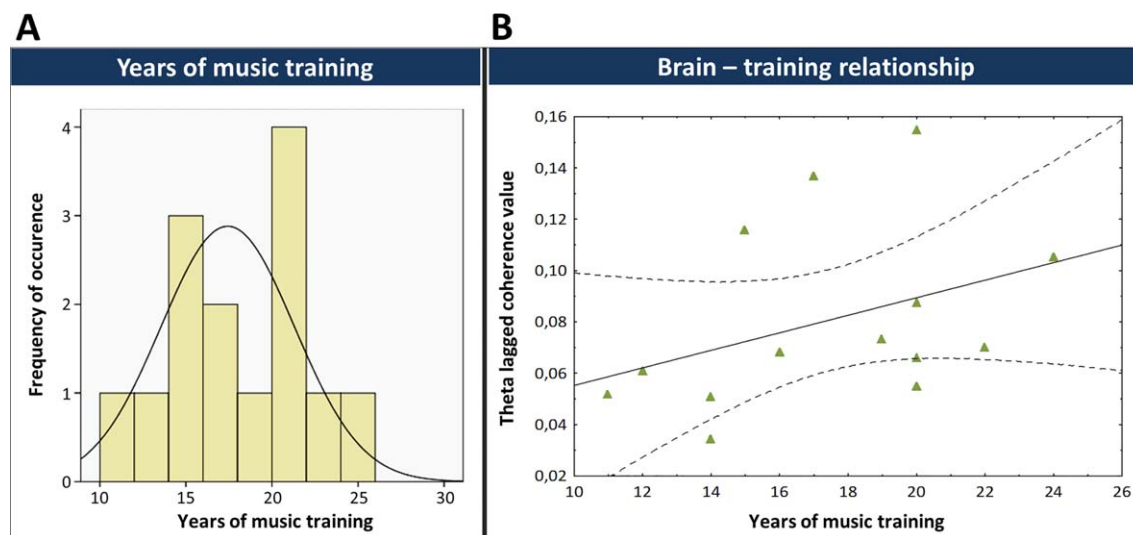 A
B
Years of music training
Brain – training relationship
Frequency of occurence
4
3
2
1
0
10 15 20 25 30
Years of music training
Theta lagged coherence value
0,16
0,14
0,12
0,10
0,08
0,06
0,04
0,02
10 12 14 16 18 20 22 24 26
Years of music training